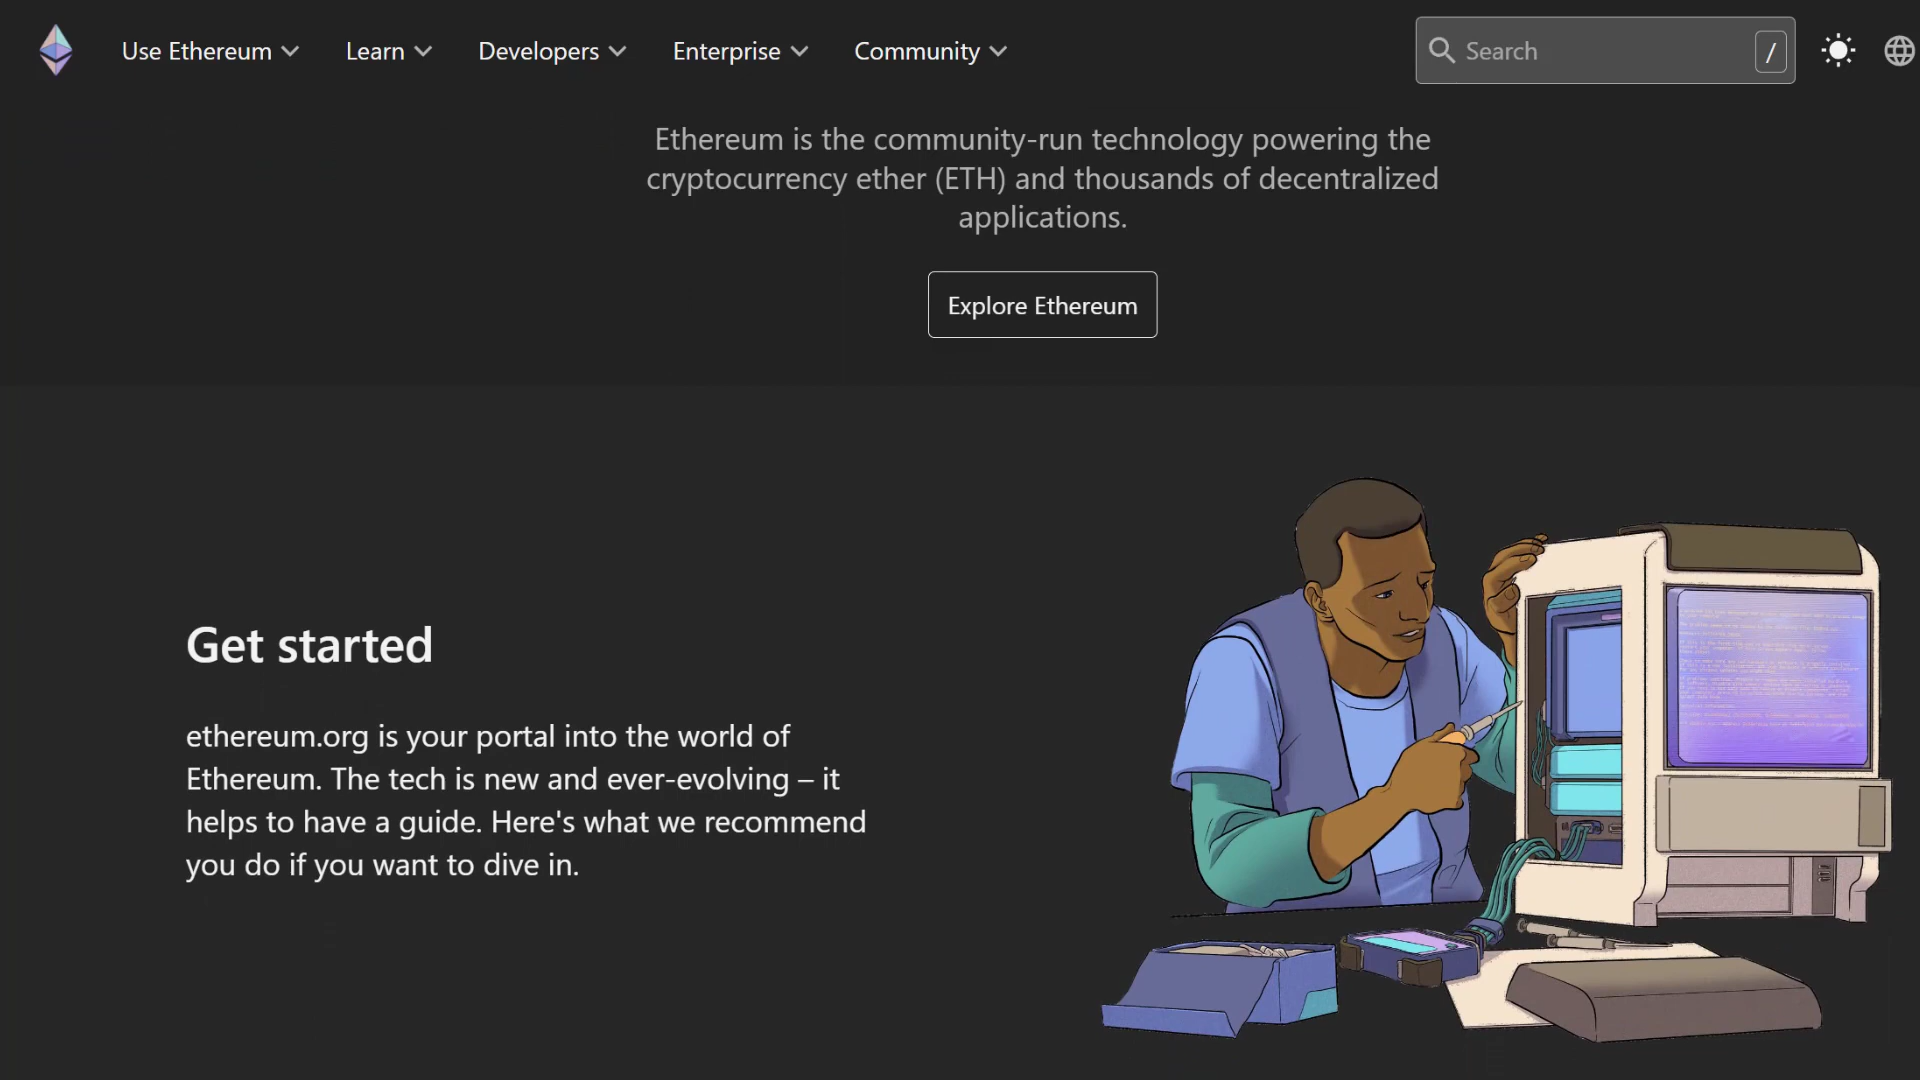 Use Ethereum
Learn
Developers
Enterprise
Community
Search
/
Ethereum is the community-run technology powering the
cryptocurrency ether (ETH) and thousands of decentralized
applications.
Explore Ethereum
Get started
ethereum.org is your portal into the world of
Ethereum. The tech is new and ever-evolving – it
helps to have a guide. Here's what we recommend
you do if you want to dive in.